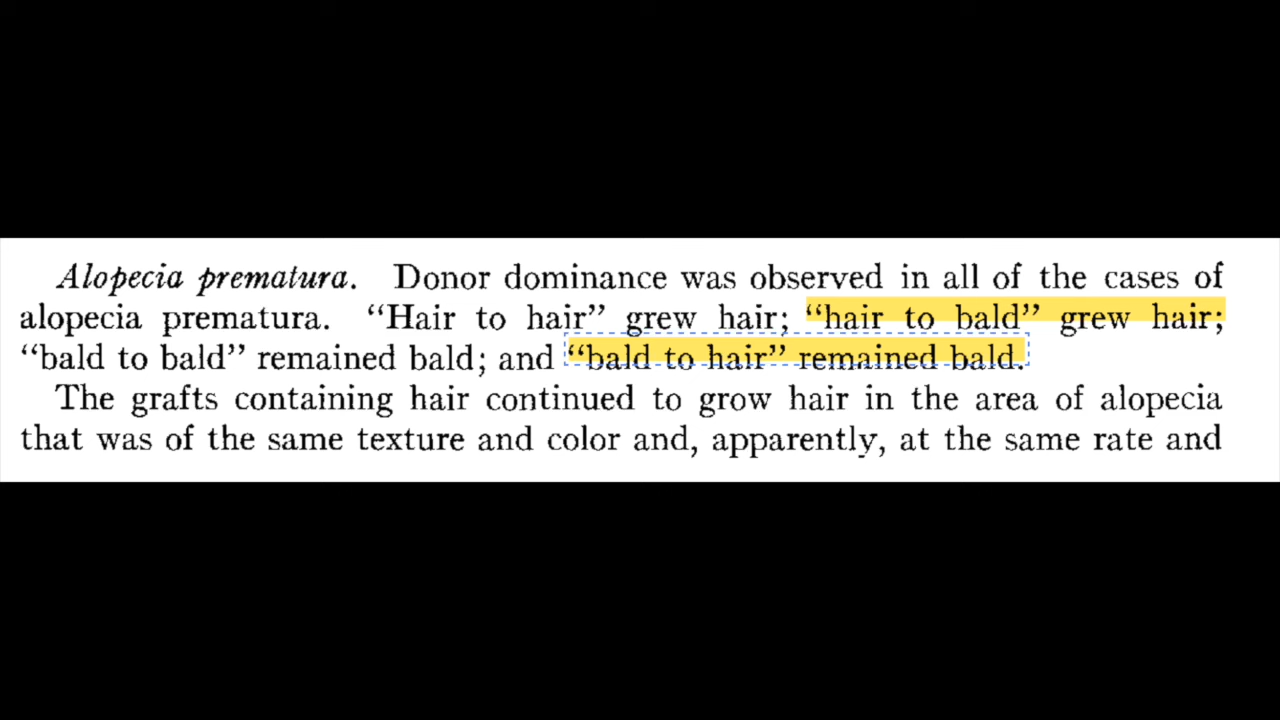 Alopecia prematura. Donor dominance was observed in all of the cases of
alopecia prematura. “Hair to hair” grew hair; “hair to bald” grew hair;
“bald to bald” remained bald; and “bald to hair” remained bald.
The grafts containing hair continued to grow hair in the area of alopecia
that was of the same texture and color and, apparently, at the same rate and